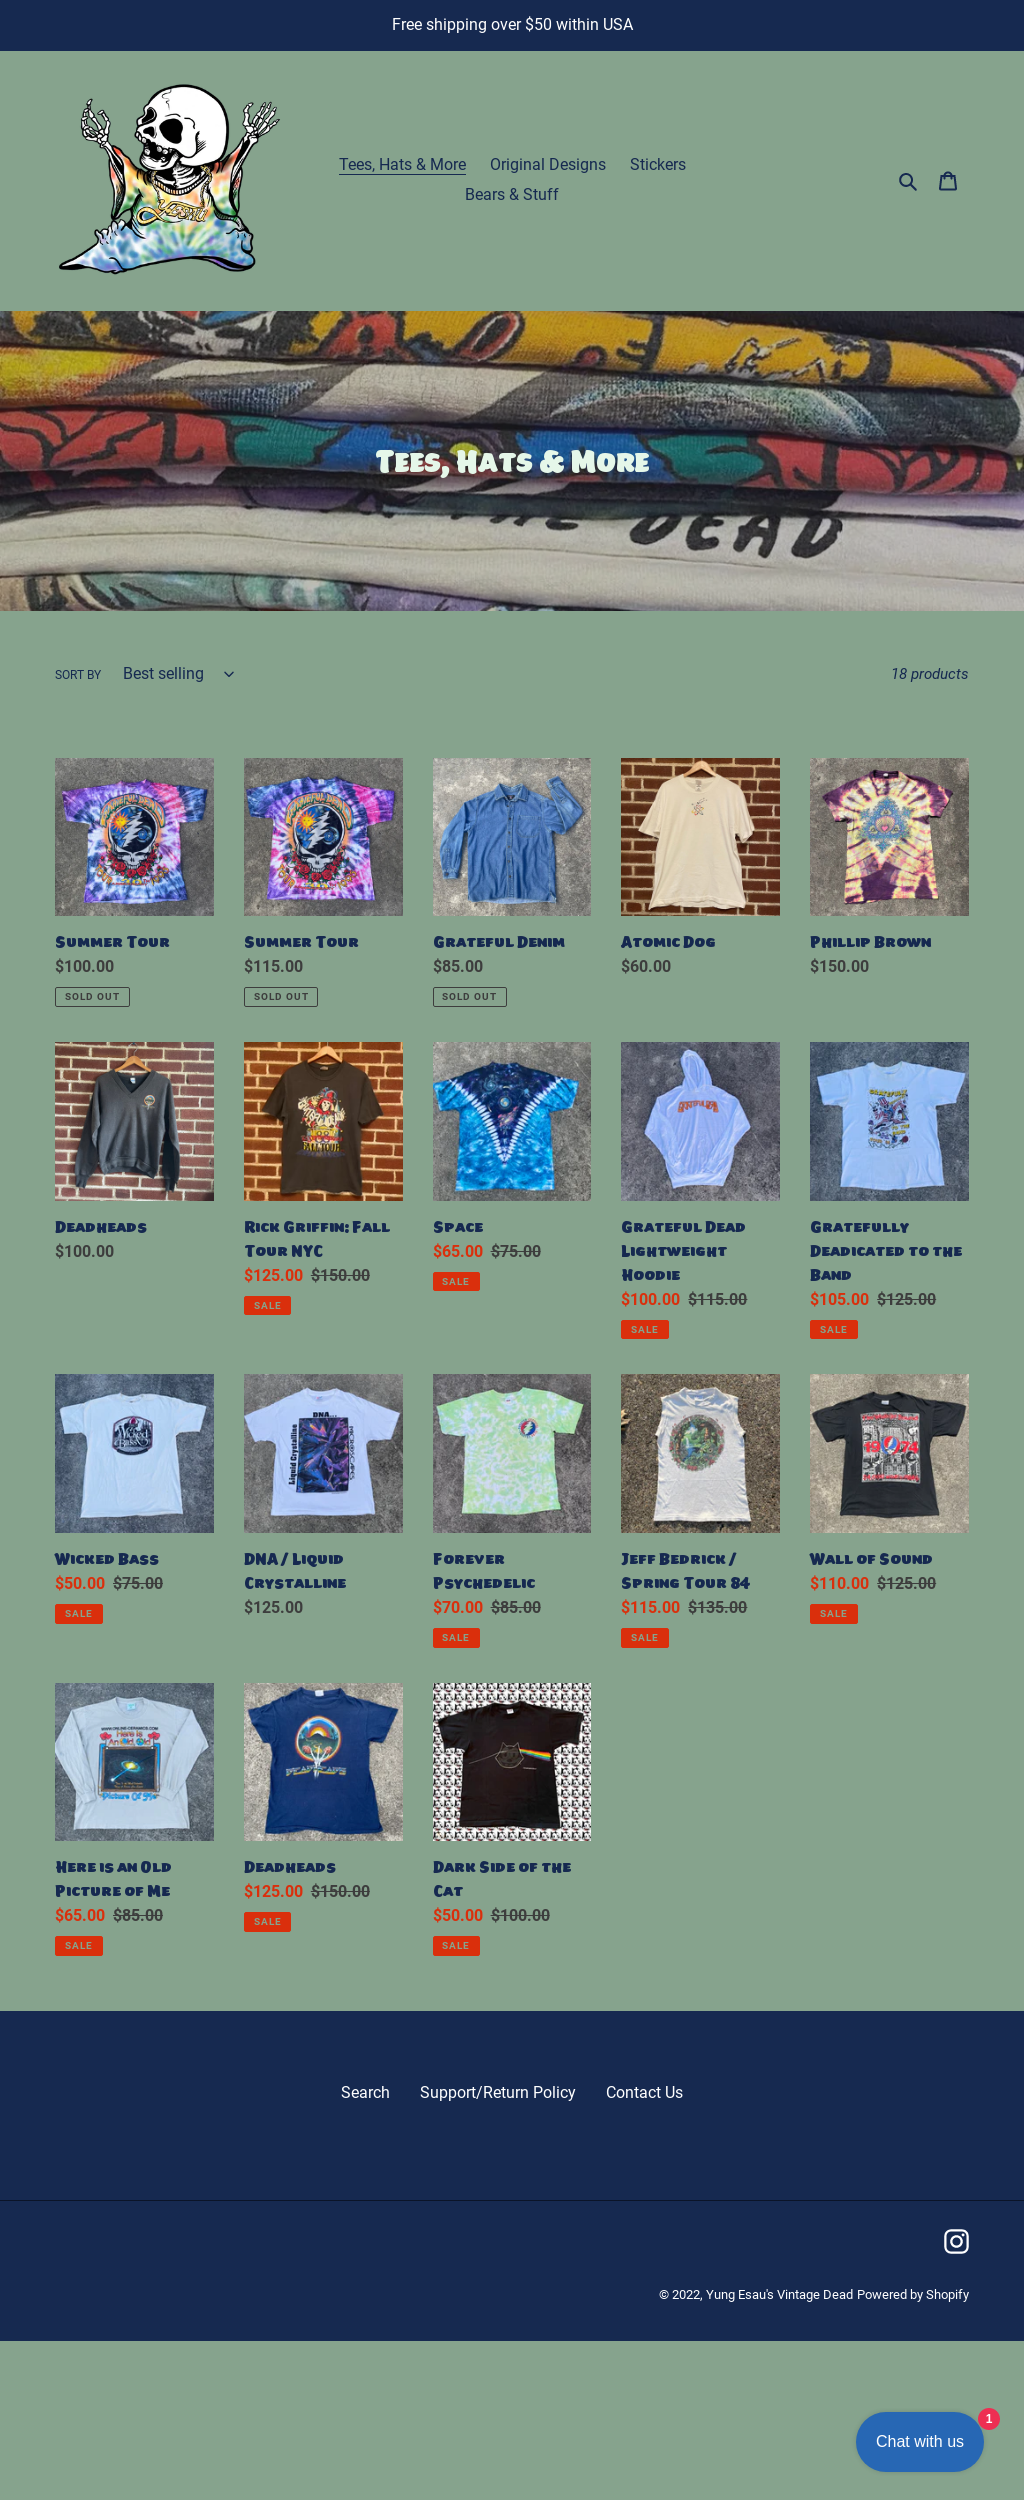 Free shipping over $50 within USA
Yesau
Tees, Hats & More
Original Designs
Stickers
Bears & Stuff
THE DEAD
Tees, Hats & More
SORT BY
Best selling
18 products
Summer Tour
$100.00
SOLD OUT
Summer Tour
$115.00
SOLD OUT
Grateful Denim
$85.00
SOLD OUT
Atomic Dog
$60.00
Phillip Brown
$150.00
Deadheads
$100.00
Rick Griffin: Fall
Tour NYC
$125.00 $150.00
SALE
Space
$65.00 $75.00
SALE
Grateful Dead
Lightweight
Hoodie
$100.00 $115.00
SALE
Gratefully
Deadicated to the
Band
$105.00 $125.00
SALE
Wicked Bass
$50.00 $75.00
SALE
DNA / Liquid
Crystalline
$125.00
Forever
Psychedelic
$70.00 $85.00
SALE
Jeff Bedrick /
Spring Tour 84
$115.00 $135.00
SALE
Wall of Sound
$110.00 $125.00
SALE
Here is an Old
Picture of Me
$65.00 $85.00
SALE
Deadheads
$125.00 $150.00
SALE
Dark Side of the
Cat
$50.00 $100.00
SALE
Search
Support/Return Policy
Contact Us
© 2022, Yung Esau's Vintage Dead Powered by Shopify
1
Chat with us